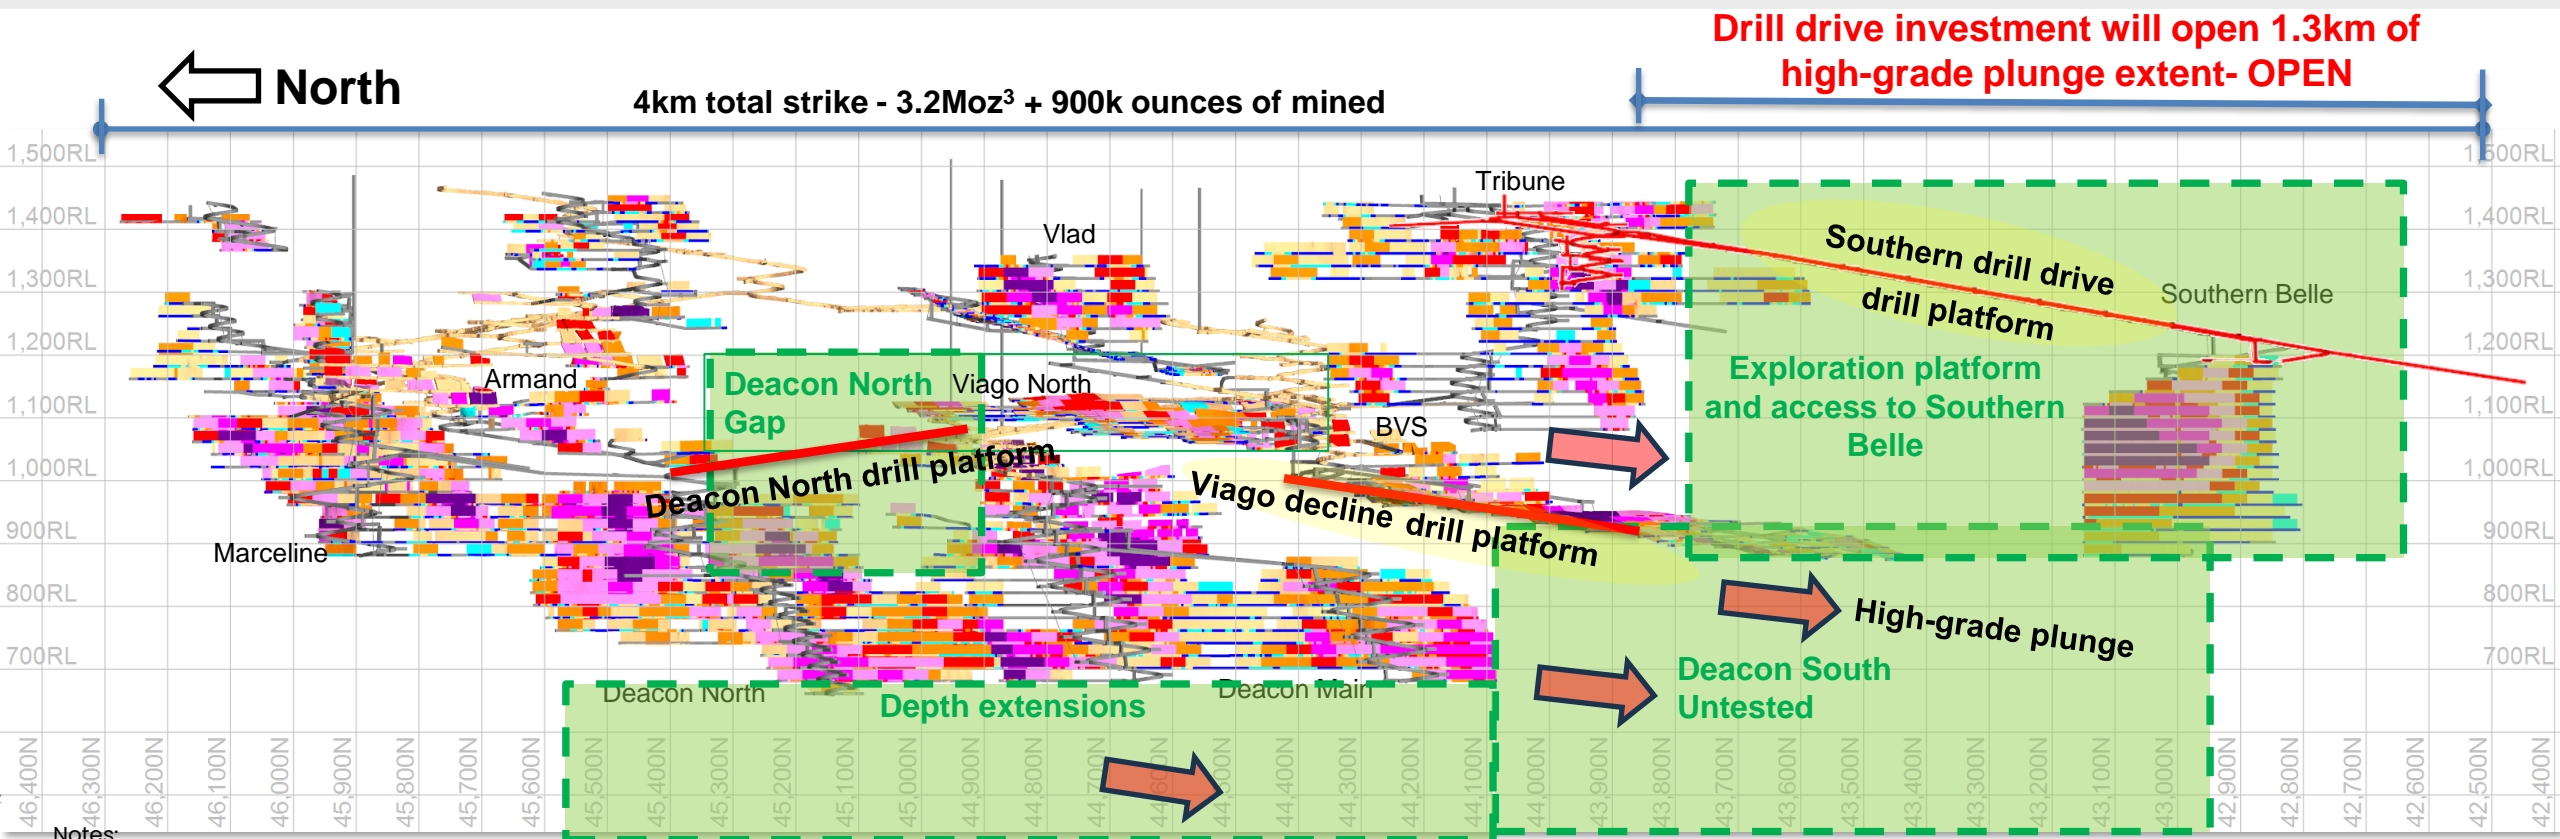 Drill drive investment will open 1.3km of
high-grade plunge extent- OPEN
North
4km total strike - 3.2Moz³ + 900k ounces of mined
1,500RL
1,400RL
1,300RL
1,200RL
1,100RL
1,000RL
900RL
800RL
700RL
1,500RL
1,400RL
1,300RL
1,200RL
1,100RL
1,000RL
900RL
800RL
700RL
Tribune
Vlad
Southern drill drive
drill platform
Southern Belle
Exploration platform
and access to Southern
Belle
Armand
Deacon North
Gap
Viago North
BVS
Deacon North drill platform
Viago decline drill platform
Marceline
High-grade plunge
Deacon South
Untested
Deacon North
Depth extensions
Deacon Main
46,400N
46,300N
46,200N
46,100N
46,000N
45,900N
45,800N
45,700N
45,600N
45,500N
45,400N
45,300N
45,200N
45,100N
45,000N
44,900N
44,700N
44,600N
44,400N
44,300N
44,200N
44,100N
44,000N
43,900N
43,800N
43,700N
43,600N
43,500N
43,400N
43,300N
43,200N
43,100N
43,000N
42,900N
42,800N
42,700N
42,600N
42,500N
42,400N
Notes: